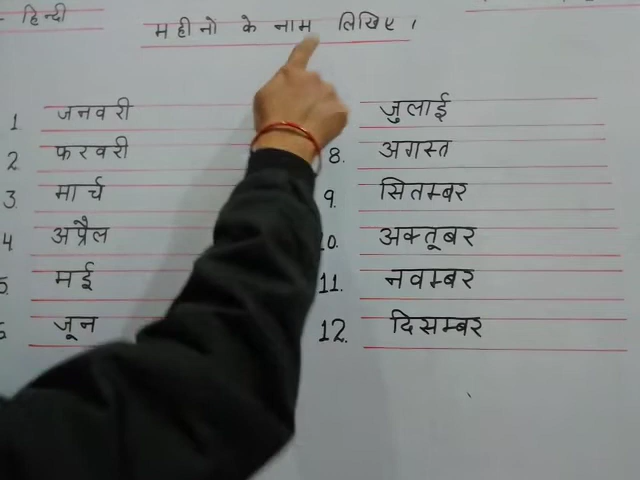 - हिन्दी
महीनो के नाम लिखिए ।
1 जनवरी
2 फरवरी
3. मार्च
4 अप्रैल
5. मई
6 जून
जुलाई
8. अगस्त
9. सितम्बर
10. अक्तूबर
11. नवम्बर
12. दिसम्बर